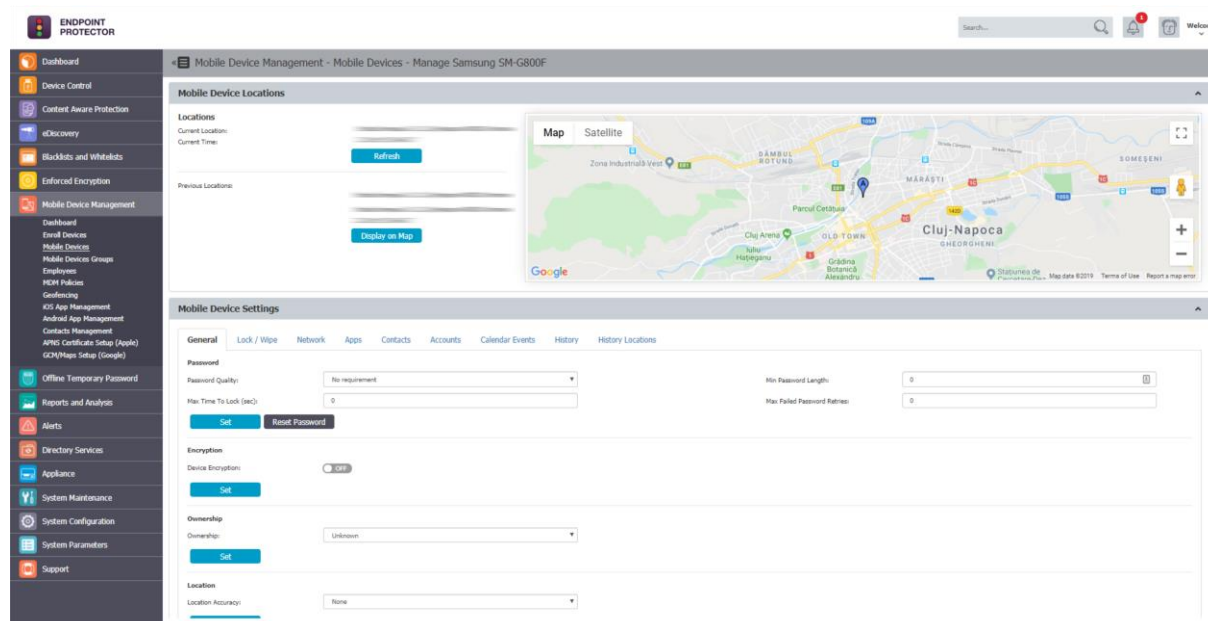 ENDPOINT
PROTECTOR
Search...
1
Welco
Dashboard
Device Control
Content Aware Protection
eDiscovery
Blacklists and Whitelists
Enforced Encryption
Mobile Device Management
Dashboard
Enroll Devices
Mobile Devices
Mobile Devices Groups
Employees
MDM Policies
Geofencing
iOS App Management
Android App Management
Contacts Management
APNS Certificate Setup (Apple)
GCM/Maps Setup (Google)
Offline Temporary Password
Reports and Analysis
Alerts
Directory Services
Appliance
System Maintenance
System Configuration
System Parameters
Support
Mobile Device Management - Mobile Devices - Manage Samsung SM-G800F
Mobile Device Locations
Locations
Current Location:
Current Time:
Refresh
Previous Locations:
Display on Map
Map Satellite
Zona Industrială Vest
DÂMBUL
ROTUND
MĂRĂȘTI
SOMEȘENI
Parcul Cetățuia
A
Cluj Arena
OLD TOWN
Cluj-Napoca
GHEORGHENI
Iuliu
Hațieganu
Grădina
Botanică
Alexandru
Stațiunea de
Google
Map data ©2019 Terms of Use Report a map error
Mobile Device Settings
General Lock / Wipe Network Apps Contacts Accounts Calendar Events History History Locations
Password
Password Quality: No requirement Min Password Length: 0
Max Time To Lock (sec): 0 Max Failed Password Retries: 0
Set Reset Password
Encryption
Device Encryption: OFF
Set
Ownership
Ownership: Unknown
Set
Location
Location Accuracy: None